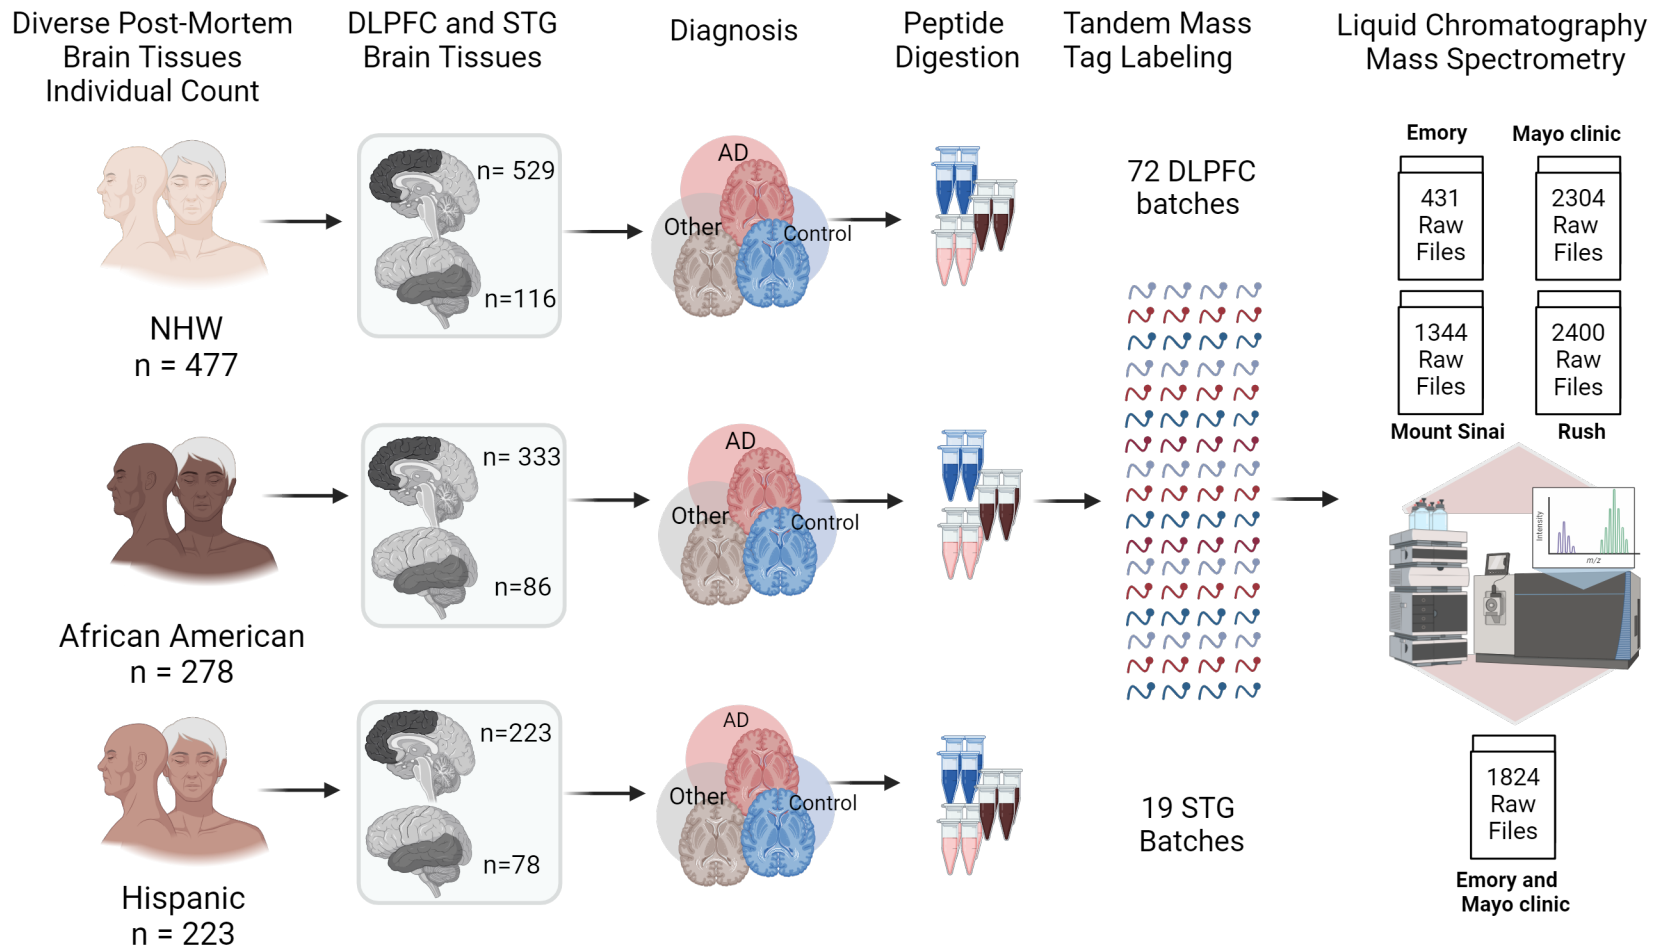 Diverse Post-Mortem
Brain Tissues
Individual Count
DLPFC and STG
Brain Tissues
Diagnosis
Peptide
Digestion
Tandem Mass
Tag Labeling
Liquid Chromatography
Mass Spectrometry
NHW
n = 477
n= 529
n=116
AD
Other
Control
African American
n = 278
n= 333
n=86
AD
Other
Control
Hispanic
n = 223
n=223
n=78
AD
Other
Control
72 DLPFC
batches
19 STG
Batches
Emory
431
Raw
Files
Mayo clinic
2304
Raw
Files
1344
Raw
Files
Mount Sinai
2400
Raw
Files
Rush
Intensity
m/z
1824
Raw
Files
Emory and
Mayo clinic